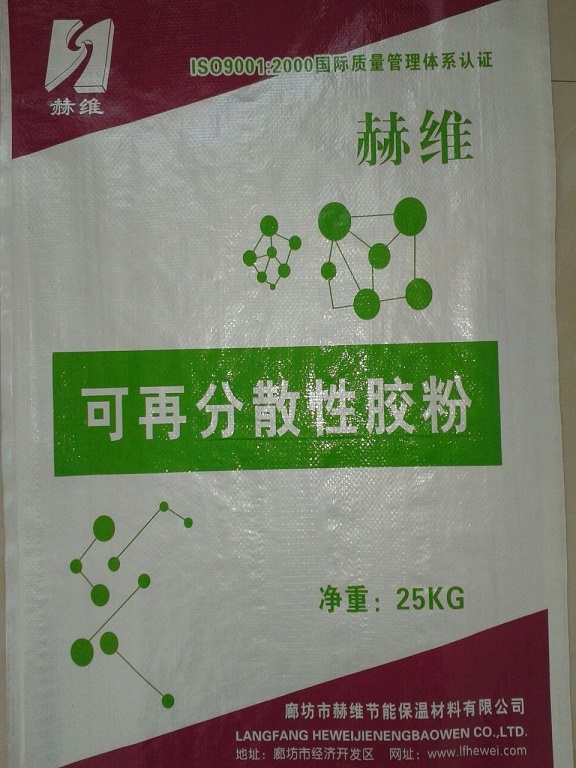 赫维
ISO9001:2000国际质量管理体系认证
赫维
可再分散性胶粉
净重：25KG
廊坊市赫维节能保温材料有限公司
LANGFANG HEWEIJIENENGBAOWEN CO.,LTD.
地址：廊坊市经济开发区 网址：www.lfhewei.com